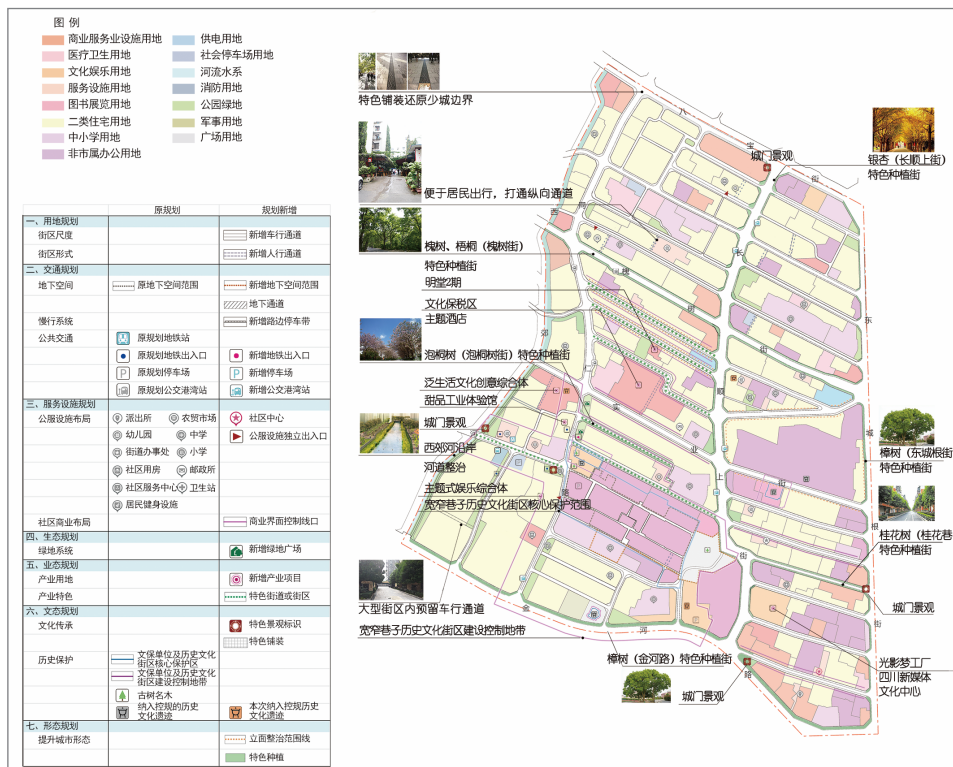 图 例
商业服务业设施用地
供电用地
医疗卫生用地
社会停车场用地
文化娱乐用地
河流水系
服务设施用地
消防用地
图书展览用地
公园绿地
二类住宅用地
军事用地
中小学用地
广场用地
非市属办公用地
原规划
规划新增
一、用地规划
街区尺度
新增车行通道
街区形式
新增人行通道
二、交通规划
地下空间
原地下空间范围
新增地下空间范围
地下通道
慢行系统
新增路边停车带
公共交通
原规划地铁站
原规划地铁出入口
新增地铁出入口
P
原规划停车场
P
新增停车场
原规划公交港湾站
新增公交港湾站
三、服务设施规划
公服设施布局
派出所
农贸市场
社区中心
幼儿园
中学
公服设施独立出入口
街道办事处
小学
社区用房
邮政所
社区服务中心
卫生站
居民健身设施
社区商业布局
商业界面控制线口
四、生态规划
绿地系统
新增绿地广场
五、业态规划
产业用地
新增产业项目
产业特色
特色街道或街区
六、文态规划
文化传承
特色景观标识
特色铺装
历史保护
文保单位及历史文化
街区核心保护区
文保单位及历史文化
街区建设控制地带
古树名木
纳入控规的历史
文化遗迹
本次纳入控规历史
文化遗迹
七、形态规划
提升城市形态
立面整治范围线
特色种植
特色铺装还原少城边界
便于居民出行，打通纵向通道
槐树、梧桐（槐树街）
特色种植街
明堂2期
文化保税区
主题酒店
泡桐树（泡桐树街）特色种植街
泛生活文化创意综合体
甜品工业体验馆
城门景观
西郊河沿岸
河道整治
主题式娱乐综合体
宽窄巷子历史文化街区核心保护范围
大型街区内预留车行通道
宽窄巷子历史文化街区建设控制地带
樟树（金河路）特色种植街
城门景观
城门景观
银杏（长顺上街）
特色种植街
樟树（东城根街
特色种植街
桂花树（桂花巷
特色种植街
城门景观
光影梦工厂
四川新媒体
文化中心
八
宝
街
西
郊
长
顺
上
街
槐
树
街
实
业
街
东
城
根
街
金
河
路